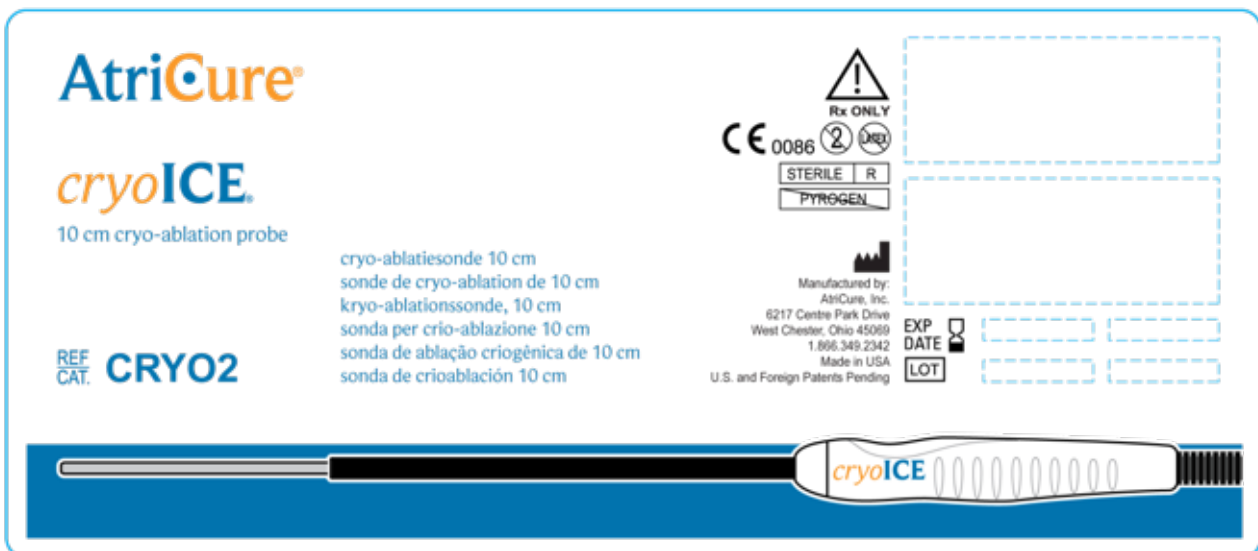 AtriCure®
cryoICE®
10 cm cryo-ablation probe
cryo-ablatiesonde 10 cm
sonde de cryo-ablation de 10 cm
kryo-ablationssonde, 10 cm
sonda per crio-ablazione 10 cm
sonda de ablação criogênica de 10 cm
sonda de crioablación 10 cm
REF
CAT. CRYO2
Rx ONLY
CE 0086 2 LATEX
STERILE R
PYROGEN
Manufactured by:
AtriCure, Inc.
6217 Centre Park Drive
West Chester, Ohio 45069
1.866.349.2342
Made in USA
U.S. and Foreign Patents Pending
EXP
DATE
LOT
cryoICE